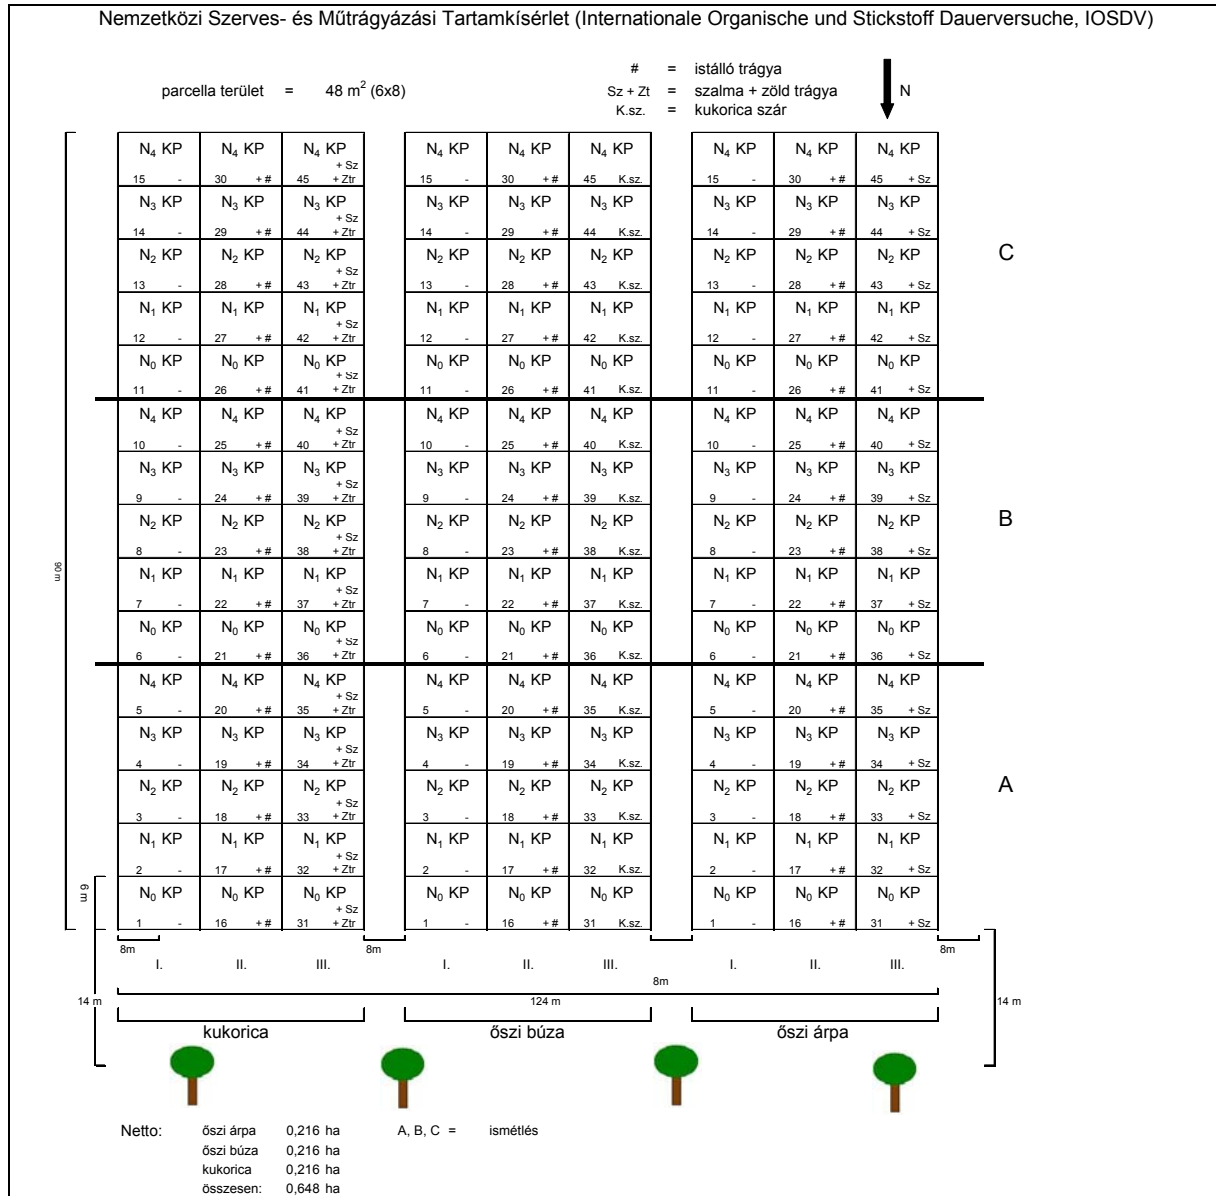 Nemzetközi Szerves- és Műtrágyázási Tartamkísérlet (Internationale Organische und Stickstoff Dauerversuche, IOSDV)
# = istálló trágya
parcella terület = 48 m² (6x8) Sz + Zt = szalma + zöld trágya N
K.sz. = kukorica szár
N₄ KP N₄ KP N₄ KP N₄ KP N₄ KP N₄ KP N₄ KP N₄ KP N₄ KP
+ Sz
15 - 30 + # 45 + Ztr 15 - 30 + # 45 K.sz. 15 - 30 + # 45 + Sz
N₃ KP N₃ KP N₃ KP N₃ KP N₃ KP N₃ KP N₃ KP N₃ KP N₃ KP
+ Sz
14 - 29 + # 44 + Ztr 14 - 29 + # 44 K.sz. 14 - 29 + # 44 + Sz
N₂ KP N₂ KP N₂ KP N₂ KP N₂ KP N₂ KP N₂ KP N₂ KP N₂ KP C
+ Sz
13 - 28 + # 43 + Ztr 13 - 28 + # 43 K.sz. 13 - 28 + # 43 + Sz
N₁ KP N₁ KP N₁ KP N₁ KP N₁ KP N₁ KP N₁ KP N₁ KP N₁ KP
+ Sz
12 - 27 + # 42 + Ztr 12 - 27 + # 42 K.sz. 12 - 27 + # 42 + Sz
N₀ KP N₀ KP N₀ KP N₀ KP N₀ KP N₀ KP N₀ KP N₀ KP N₀ KP
+ Sz
11 - 26 + # 41 + Ztr 11 - 26 + # 41 K.sz. 11 - 26 + # 41 + Sz
N₄ KP N₄ KP N₄ KP N₄ KP N₄ KP N₄ KP N₄ KP N₄ KP N₄ KP
+ Sz
10 - 25 + # 40 + Ztr 10 - 25 + # 40 K.sz. 10 - 25 + # 40 + Sz
N₃ KP N₃ KP N₃ KP N₃ KP N₃ KP N₃ KP N₃ KP N₃ KP N₃ KP
+ Sz
9 - 24 + # 39 + Ztr 9 - 24 + # 39 K.sz. 9 - 24 + # 39 + Sz
N₂ KP N₂ KP N₂ KP N₂ KP N₂ KP N₂ KP N₂ KP N₂ KP N₂ KP B
+ Sz
8 - 23 + # 38 + Ztr 8 - 23 + # 38 K.sz. 8 - 23 + # 38 + Sz
90 m
N₁ KP N₁ KP N₁ KP N₁ KP N₁ KP N₁ KP N₁ KP N₁ KP N₁ KP
+ Sz
7 - 22 + # 37 + Ztr 7 - 22 + # 37 K.sz. 7 - 22 + # 37 + Sz
N₀ KP N₀ KP N₀ KP N₀ KP N₀ KP N₀ KP N₀ KP N₀ KP N₀ KP
+ Sz
6 - 21 + # 36 + Ztr 6 - 21 + # 36 K.sz. 6 - 21 + # 36 + Sz
N₄ KP N₄ KP N₄ KP N₄ KP N₄ KP N₄ KP N₄ KP N₄ KP N₄ KP
+ Sz
5 - 20 + # 35 + Ztr 5 - 20 + # 35 K.sz. 5 - 20 + # 35 + Sz
N₃ KP N₃ KP N₃ KP N₃ KP N₃ KP N₃ KP N₃ KP N₃ KP N₃ KP
+ Sz
4 - 19 + # 34 + Ztr 4 - 19 + # 34 K.sz. 4 - 19 + # 34 + Sz
N₂ KP N₂ KP N₂ KP N₂ KP N₂ KP N₂ KP N₂ KP N₂ KP N₂ KP A
+ Sz
3 - 18 + # 33 + Ztr 3 - 18 + # 33 K.sz. 3 - 18 + # 33 + Sz
N₁ KP N₁ KP N₁ KP N₁ KP N₁ KP N₁ KP N₁ KP N₁ KP N₁ KP
+ Sz
2 - 17 + # 32 + Ztr 2 - 17 + # 32 K.sz. 2 - 17 + # 32 + Sz
6 m
N₀ KP N₀ KP N₀ KP N₀ KP N₀ KP N₀ KP N₀ KP N₀ KP N₀ KP
+ Sz
1 - 16 + # 31 + Ztr 1 - 16 + # 31 K.sz. 1 - 16 + # 31 + Sz
8m 8m 8m 8m
I. II. III. I. II. III. I. II. III.
8m
14 m 124 m 14 m
kukorica őszi búza őszi árpa
Netto: őszi árpa 0,216 ha A, B, C = ismétlés
őszi búza 0,216 ha
kukorica 0,216 ha
összesen: 0,648 ha